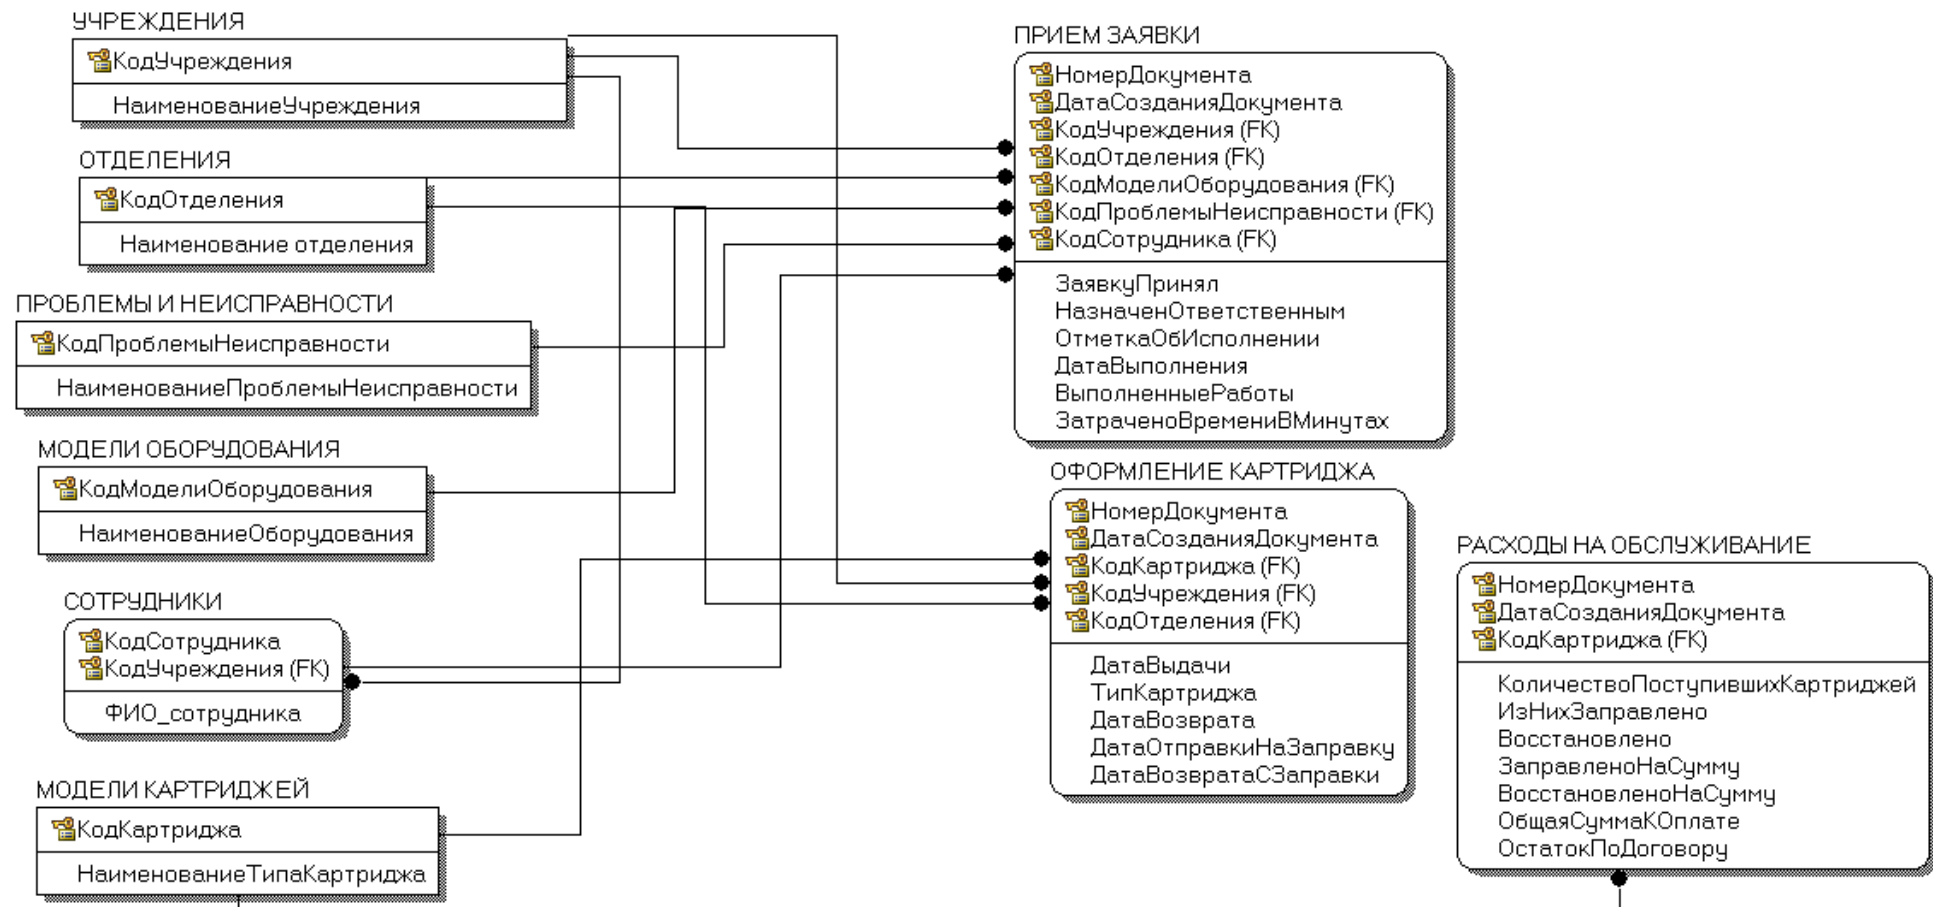 УЧРЕЖДЕНИЯ
КодУчреждения
НаименованиеУчреждения
ОТДЕЛЕНИЯ
КодОтделения
Наименование отделения
ПРОБЛЕМЫ И НЕИСПРАВНОСТИ
КодПроблемыНеисправности
НаименованиеПроблемыНеисправности
МОДЕЛИ ОБОРУДОВАНИЯ
КодМоделиОборудования
НаименованиеОборудования
СОТРУДНИКИ
КодСотрудника
КодУчреждения (FK)
ФИО_сотрудника
МОДЕЛИ КАРТРИДЖЕЙ
КодКартриджа
НаименованиеТипаКартриджа
ПРИЕМ ЗАЯВКИ
НомерДокумента
ДатаСозданияДокумента
КодУчреждения (FK)
КодОтделения (FK)
КодМоделиОборудования (FK)
КодПроблемыНеисправности (FK)
КодСотрудника (FK)
ЗаявкуПринял
НазначенОтветственным
ОтметкаОбИсполнении
ДатаВыполнения
ВыполненныеРаботы
ЗатраченоВремениВМинутах
ОФОРМЛЕНИЕ КАРТРИДЖА
НомерДокумента
ДатаСозданияДокумента
КодКартриджа (FK)
КодУчреждения (FK)
КодОтделения (FK)
ДатаВыдачи
ТипКартриджа
ДатаВозврата
ДатаОтправкиНаЗаправку
ДатаВозвратаСЗаправки
РАСХОДЫ НА ОБСЛУЖИВАНИЕ
НомерДокумента
ДатаСозданияДокумента
КодКартриджа (FK)
КоличествоПоступившихКартриджей
ИзНихЗаправлено
Восстановлено
ЗаправленоНаСумму
ВосстановленоНаСумму
ОбщаяСуммаКОплате
ОстатокПоДоговору